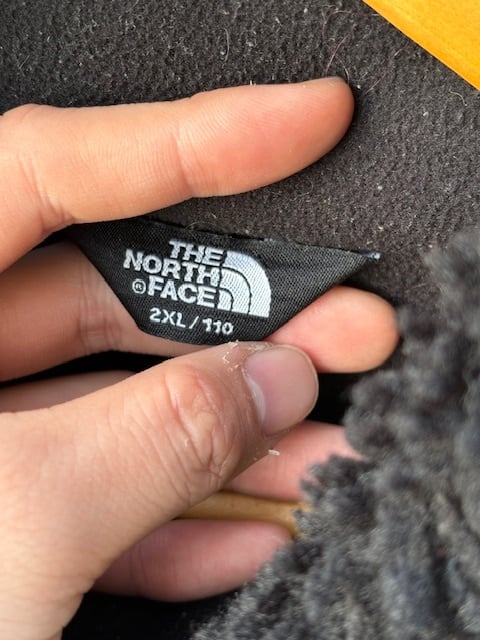 THE
NORTH
® FACE
2XL / 110